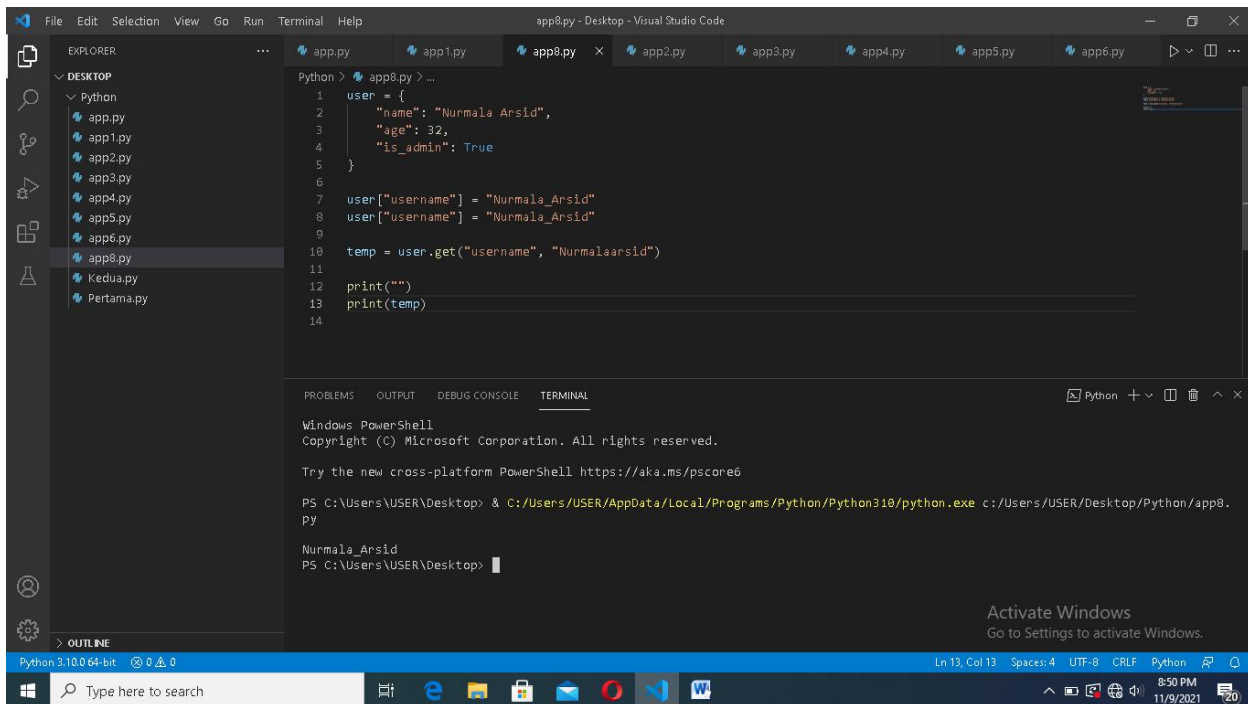 File Edit Selection View Go Run Terminal Help app8.py - Desktop - Visual Studio Code
EXPLORER
app.py app1.py app8.py app2.py app3.py app4.py app5.py app6.py
DESKTOP
Python
app.py
app1.py
app2.py
app3.py
app4.py
app5.py
app6.py
app8.py
Kedua.py
Pertama.py
OUTLINE
Python > app8.py > ...
1 user = {
2 "name": "Nurmala Arsid",
3 "age": 32,
4 "is_admin": True
5 }
6
7 user["username"] = "Nurmala_Arsid"
8 user["username"] = "Nurmala_Arsid"
9
10 temp = user.get("username", "Nurmalaarsid")
11
12 print("")
13 print(temp)
14
PROBLEMS OUTPUT DEBUG CONSOLE TERMINAL Python
Windows PowerShell
Copyright (C) Microsoft Corporation. All rights reserved.
Try the new cross-platform PowerShell https://aka.ms/pscore6
PS C:\Users\USER\Desktop> & C:/Users/USER/AppData/Local/Programs/Python/Python310/python.exe c:/Users/USER/Desktop/Python/app8.
py
Nurmala_Arsid
PS C:\Users\USER\Desktop>
Activate Windows
Go to Settings to activate Windows.
Python 3.10.0 64-bit 0 0 Ln 13, Col 13 Spaces: 4 UTF-8 CRLF Python
Type here to search
8:50 PM
11/9/2021
20